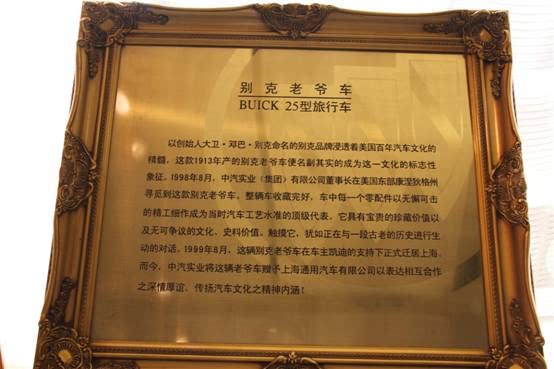 别克老爷车
BUICK 25型旅行车
以创始人大卫·邓巴·别克命名的别克品牌浸透着美国百年汽车文化的
精髓，这款1913年产的别克老爷车便名副其实的成为这一文化的标志性
象征。1998年8月，中汽实业（集团）有限公司董事长在美国东部康涅狄格州
寻觅到这款别克老爷车。整辆车收藏完好，车中每一个零配件以无懈可击
的精工细作成为当时汽车工艺水准的顶级代表，它具有宝贵的珍藏价值以
及无可争议的文化，史料价值，触摸它，犹如正在与一段古老的历史进行生
动的对话，1999年8月，这辆别克老爷车在车主凯迪的支持下正式迁居上海，
而今，中汽实业将这辆老爷车赠予上海通用汽车有限公司以表达相互合作
之深情厚谊，传扬汽车文化之精神内涵！